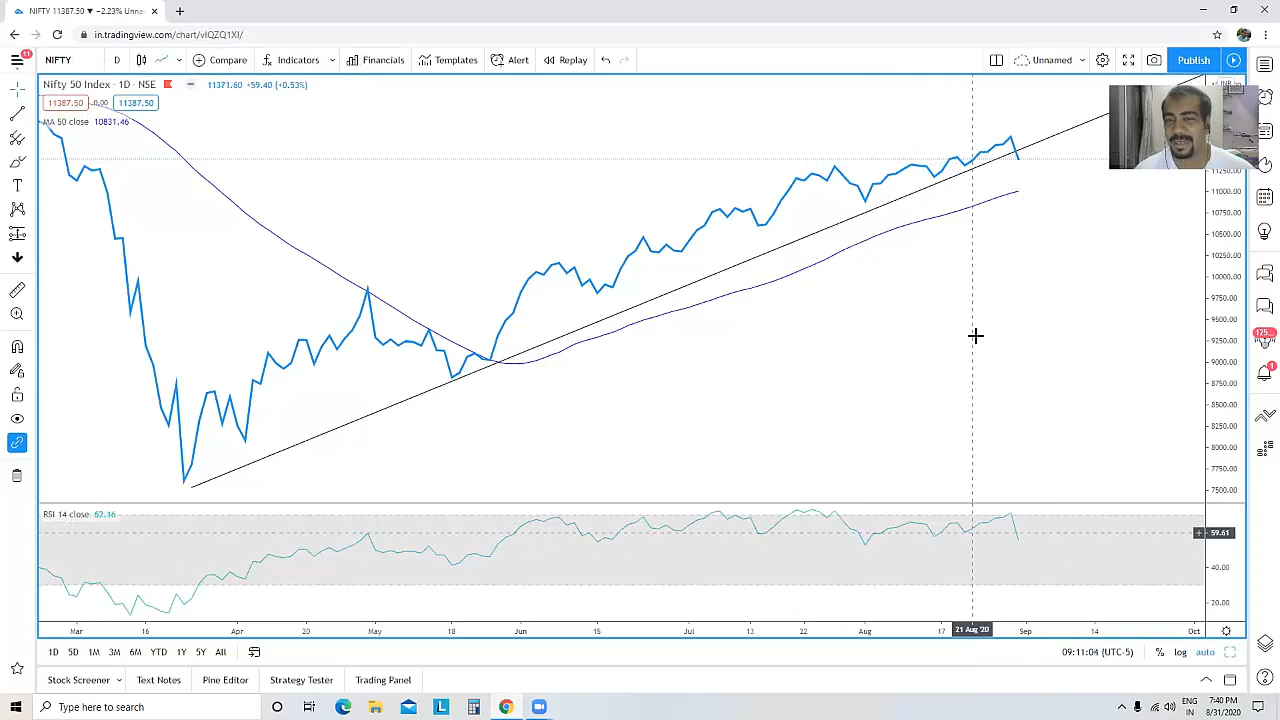 NIFTY 11387.50 ▼ −2.23% Unna
in.tradingview.com/chart/vIQZQ1XI/
11
NIFTY D Compare Indicators Financials Templates Alert Replay Unnamed Publish
Nifty 50 Index · 1D · NSE 11371.60 +59.40 (+0.53%)
11387.50 -0.00 11387.50
MA 50 close 10831.46
11250.00
11000.00
10750.00
10500.00
10250.00
10000.00
9750.00
9500.00
9250.00
9000.00
8750.00
8500.00
8250.00
8000.00
7750.00
7500.00
125...
1
RSI 14 close 62.16
59.61
40.00
20.00
Mar 16 Apr 20 May 18 Jun 15 Jul 13 Aug 17 21 Aug '20 Sep 14 Oct
1D 5D 1M 3M 6M YTD 1Y 5Y All 09:11:04 (UTC-5) % log auto
Stock Screener Text Notes Pine Editor Strategy Tester Trading Panel
Type here to search
ENG 7:40 PM
IN 8/31/2020